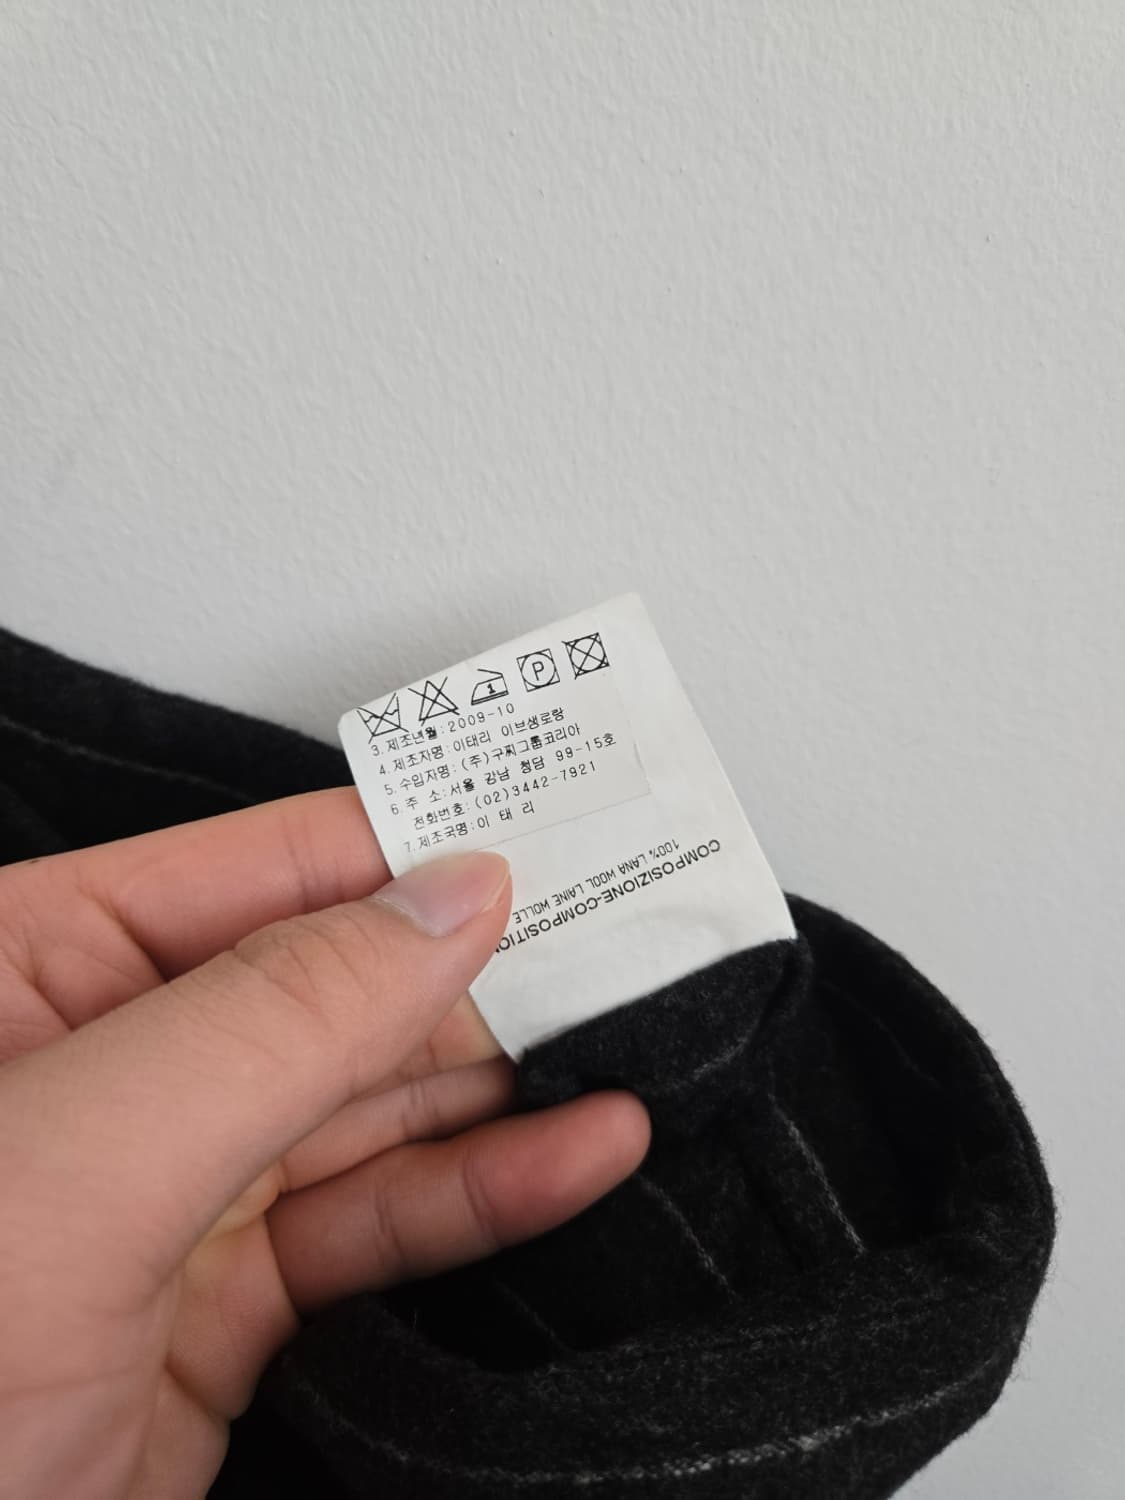 P
1
3.제조년월:2009-10
4.제조자명:이태리 이브생로랑
5.수입자명:(주)구찌그룹코리아
6.주 소:서울 강남 청담 99-15호
전화번호:(02)3442-7921
7.제조국명:이 태 리
COMPOSIZIONE-COMPOSITION
100% LANA WOOL LAINE WOLLE